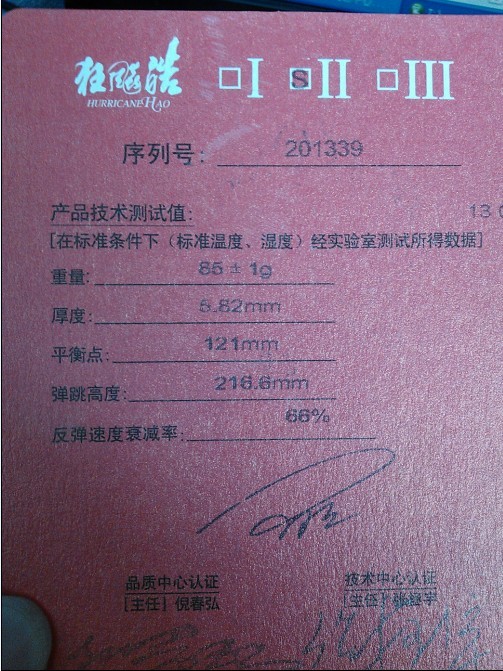 狂飚浩 □I SII □III
HURRICANE HAO
序列号: 201339
产品技术测试值: 13
[在标准条件下（标准温度、湿度）经实验室测试所得数据]
重量: 85 ± 1g
厚度: 5.82mm
平衡点: 121mm
弹跳高度: 216.6mm
反弹速度衰减率: 66%
品质中心认证 技术中心认证
[主任] 倪春弘 [主任] 张继宇